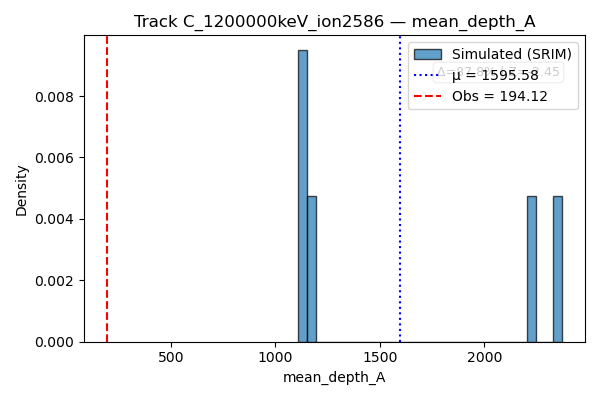 Track C_1200000keV_ion2586 — mean_depth_A
Simulated (SRIM)
μ = 1595.58
Obs = 194.12
0.008
0.006
0.004
0.002
0.000
Density
500
1000
1500
2000
mean_depth_A